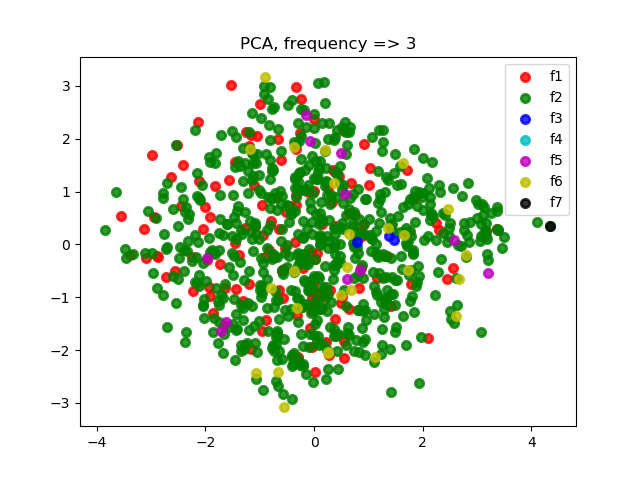 PCA, frequency => 3
f1
f2
f3
f4
f5
f6
f7
3
2
1
0
−1
−2
−3
−4
−2
0
2
4